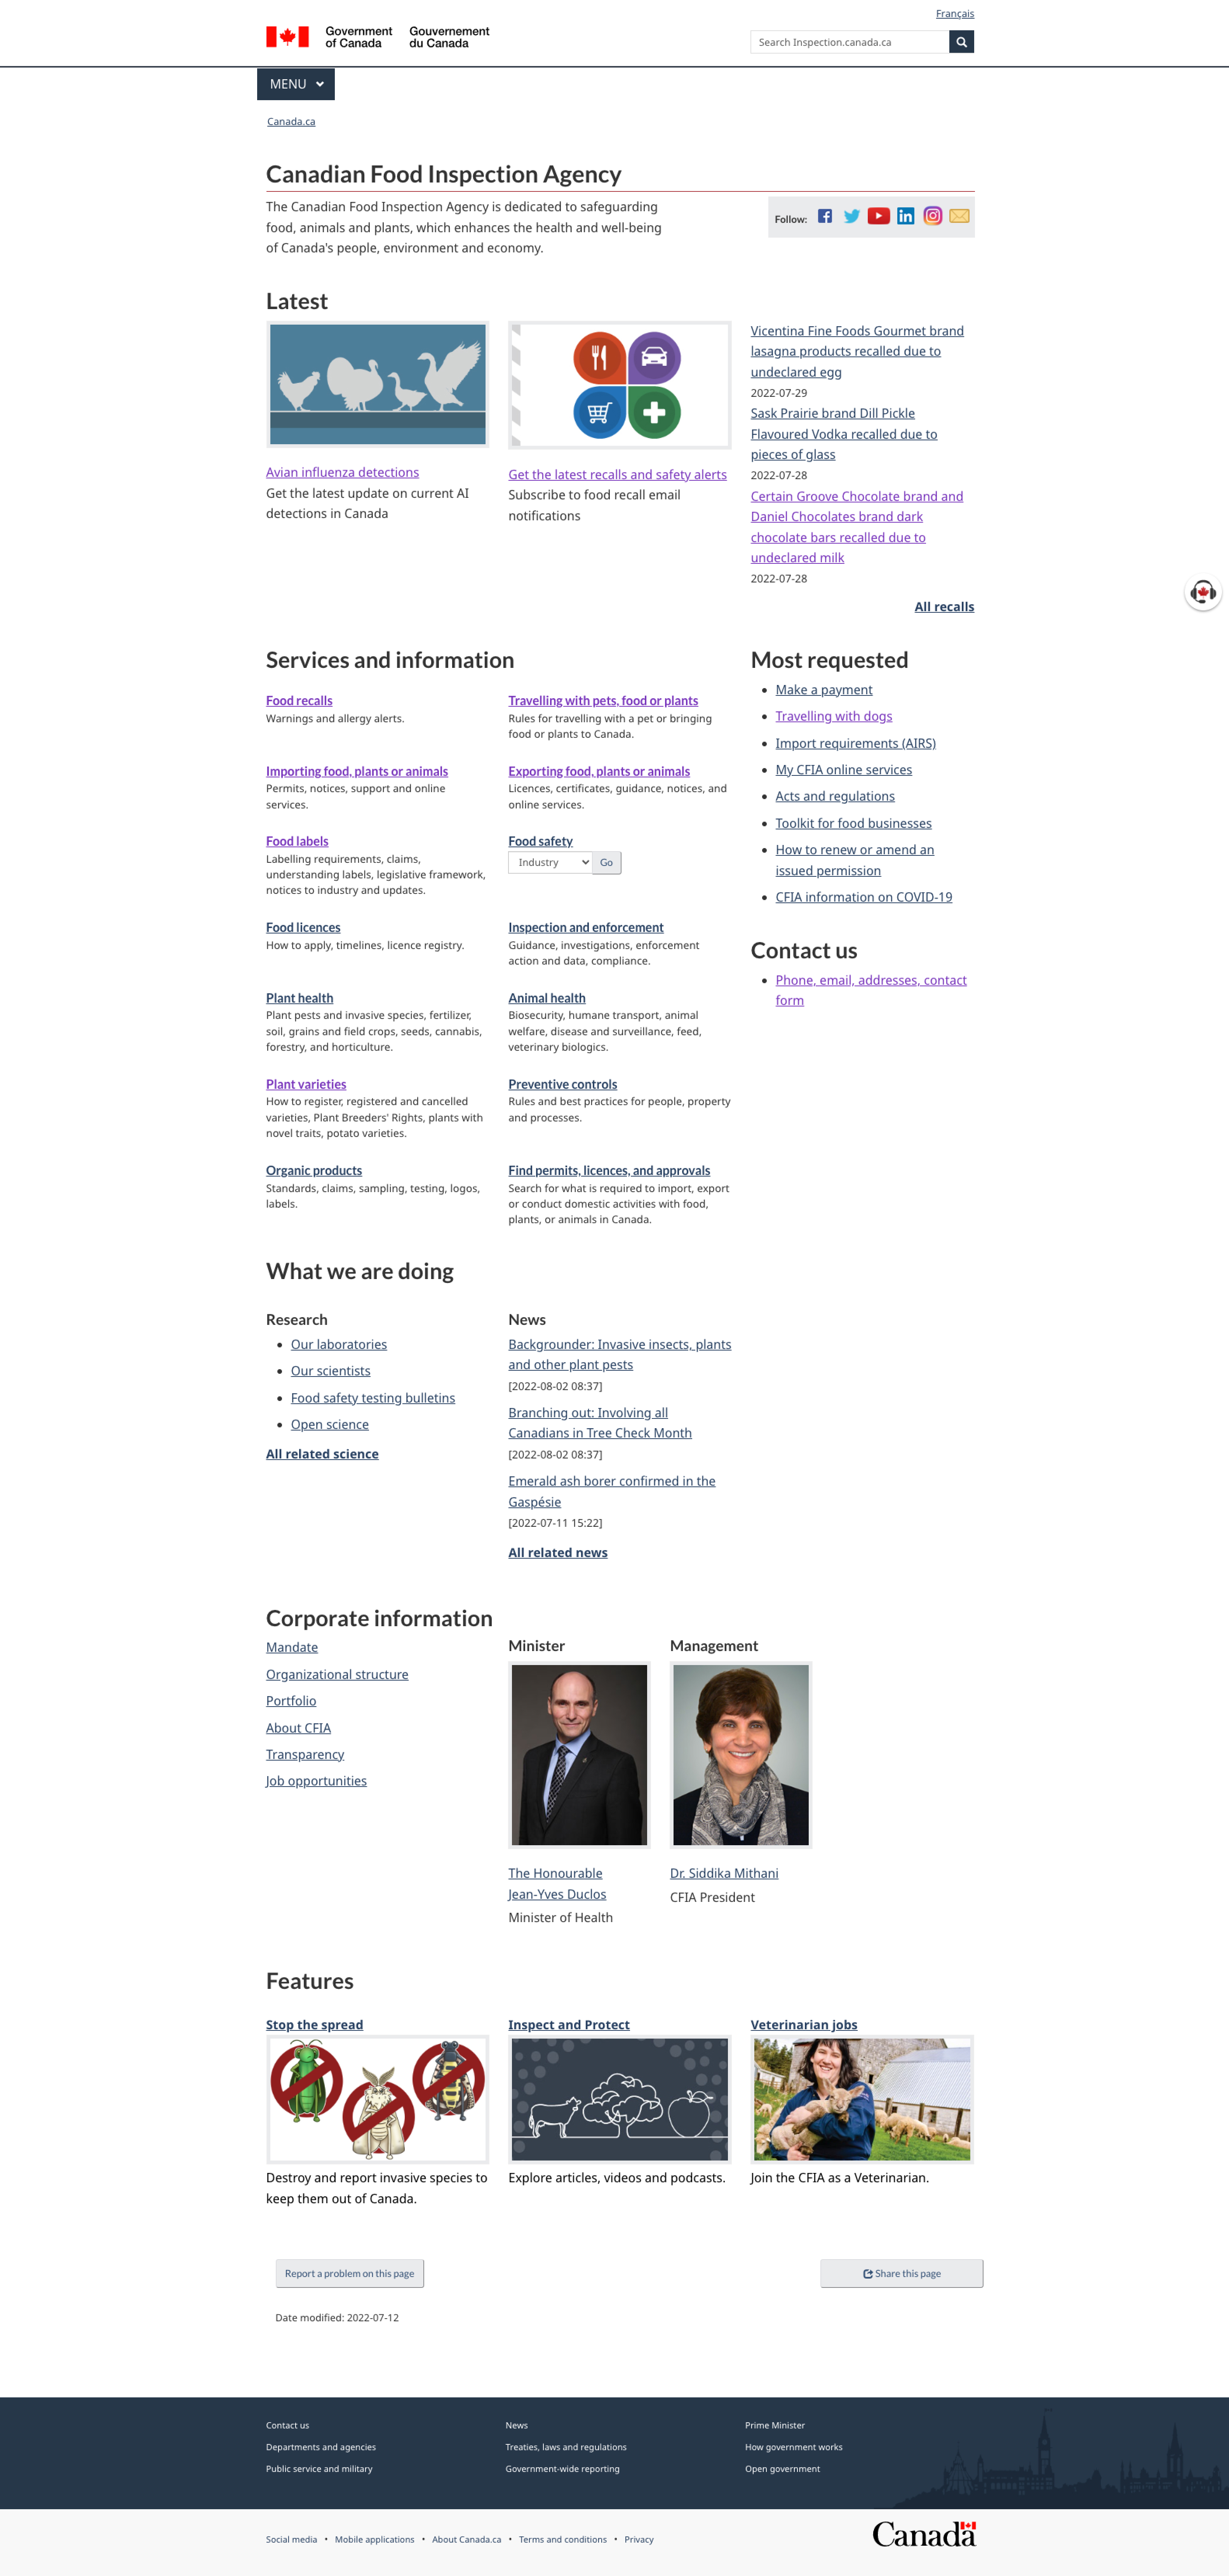 Français
Government
of Canada
Gouvernement
du Canada
Search Inspection.canada.ca
MENU
Canada.ca
Canadian Food Inspection Agency
The Canadian Food Inspection Agency is dedicated to safeguarding
food, animals and plants, which enhances the health and well-being
of Canada's people, environment and economy.
Follow:
Latest
Avian influenza detections
Get the latest update on current AI
detections in Canada
Get the latest recalls and safety alerts
Subscribe to food recall email
notifications
Vicentina Fine Foods Gourmet brand
lasagna products recalled due to
undeclared egg
2022-07-29
Sask Prairie brand Dill Pickle
Flavoured Vodka recalled due to
pieces of glass
2022-07-28
Certain Groove Chocolate brand and
Daniel Chocolates brand dark
chocolate bars recalled due to
undeclared milk
2022-07-28
All recalls
Services and information
Food recalls
Warnings and allergy alerts.
Travelling with pets, food or plants
Rules for travelling with a pet or bringing
food or plants to Canada.
Importing food, plants or animals
Permits, notices, support and online
services.
Exporting food, plants or animals
Licences, certificates, guidance, notices, and
online services.
Food labels
Labelling requirements, claims,
understanding labels, legislative framework,
notices to industry and updates.
Food safety
Industry
Go
Food licences
How to apply, timelines, licence registry.
Inspection and enforcement
Guidance, investigations, enforcement
action and data, compliance.
Plant health
Plant pests and invasive species, fertilizer,
soil, grains and field crops, seeds, cannabis,
forestry, and horticulture.
Animal health
Biosecurity, humane transport, animal
welfare, disease and surveillance, feed,
veterinary biologics.
Plant varieties
How to register, registered and cancelled
varieties, Plant Breeders' Rights, plants with
novel traits, potato varieties.
Preventive controls
Rules and best practices for people, property
and processes.
Organic products
Standards, claims, sampling, testing, logos,
labels.
Find permits, licences, and approvals
Search for what is required to import, export
or conduct domestic activities with food,
plants, or animals in Canada.
Most requested
Make a payment
Travelling with dogs
Import requirements (AIRS)
My CFIA online services
Acts and regulations
Toolkit for food businesses
How to renew or amend an
issued permission
CFIA information on COVID-19
Contact us
Phone, email, addresses, contact
form
What we are doing
Research
Our laboratories
Our scientists
Food safety testing bulletins
Open science
All related science
News
Backgrounder: Invasive insects, plants
and other plant pests
[2022-08-02 08:37]
Branching out: Involving all
Canadians in Tree Check Month
[2022-08-02 08:37]
Emerald ash borer confirmed in the
Gaspésie
[2022-07-11 15:22]
All related news
Corporate information
Mandate
Organizational structure
Portfolio
About CFIA
Transparency
Job opportunities
Minister
The Honourable
Jean-Yves Duclos
Minister of Health
Management
Dr. Siddika Mithani
CFIA President
Features
Stop the spread
Destroy and report invasive species to
keep them out of Canada.
Inspect and Protect
Explore articles, videos and podcasts.
Veterinarian jobs
Join the CFIA as a Veterinarian.
Report a problem on this page
Share this page
Date modified: 2022-07-12
Contact us
News
Prime Minister
Departments and agencies
Treaties, laws and regulations
How government works
Public service and military
Government-wide reporting
Open government
Social media • Mobile applications • About Canada.ca • Terms and conditions • Privacy
Canada